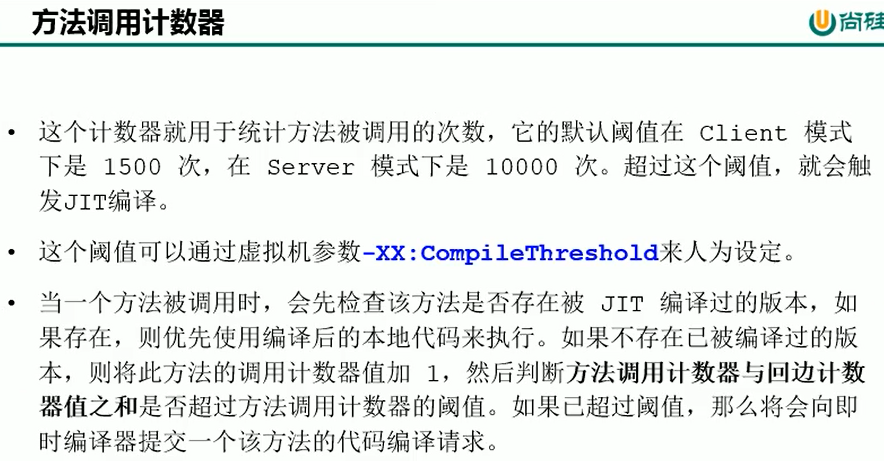 方法调用计数器
尚硅
• 这个计数器就用于统计方法被调用的次数，它的默认阈值在 Client 模式
下是 1500 次，在 Server 模式下是 10000 次。超过这个阈值，就会触
发JIT编译。
• 这个阈值可以通过虚拟机参数-XX:CompileThreshold来人为设定。
• 当一个方法被调用时，会先检查该方法是否存在被 JIT 编译过的版本，如
果存在，则优先使用编译后的本地代码来执行。如果不存在已被编译过的版
本，则将此方法的调用计数器值加 1，然后判断方法调用计数器与回边计数
器值之和是否超过方法调用计数器的阈值。如果已超过阈值，那么将会向即
时编译器提交一个该方法的代码编译请求。